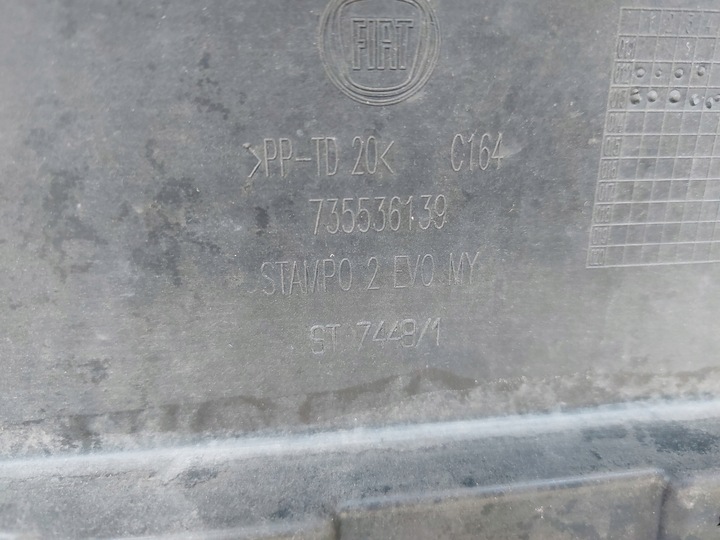 FIAT
>PP-TD 20< C164
735536139
STAMPO 2 EVO MY
ST 7448/1